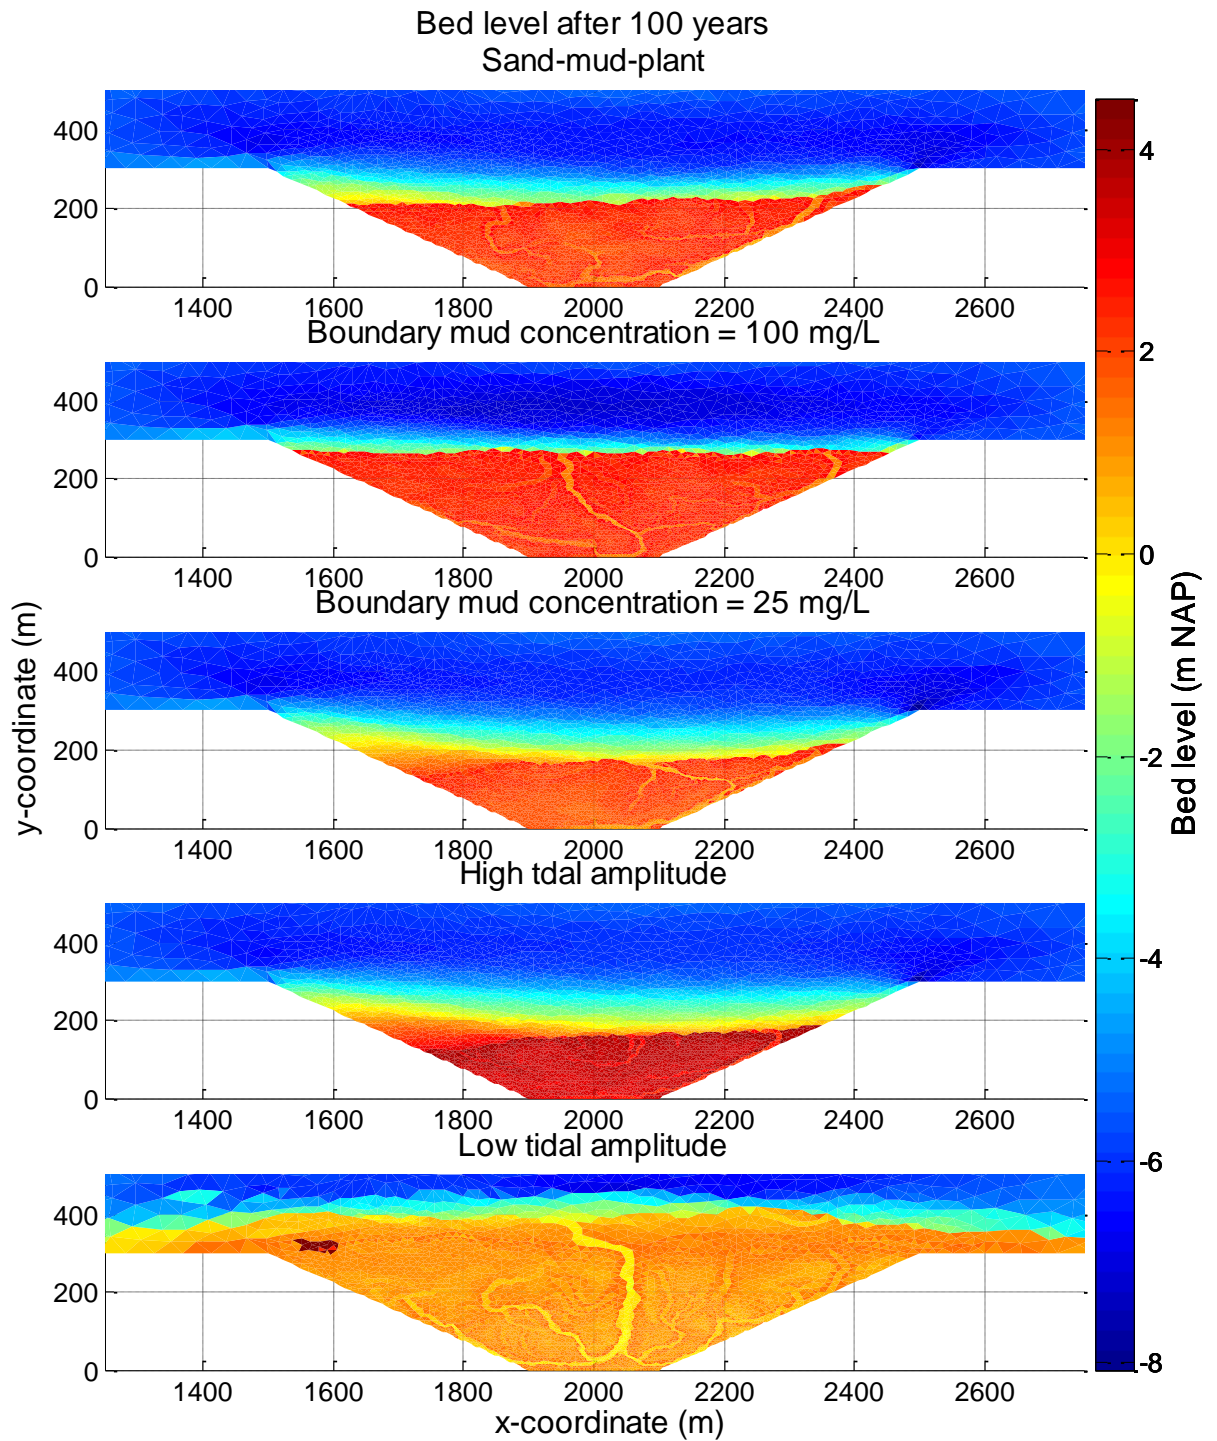 Bed level after 100 years
Sand-mud-plant
400
200
0
1400 1600 1800 2000 2200 2400 2600
Boundary mud concentration = 100 mg/L
400
200
0
1400 1600 1800 2000 2200 2400 2600
Boundary mud concentration = 25 mg/L
400
200
0
1400 1600 1800 2000 2200 2400 2600
High tdal amplitude
400
200
0
1400 1600 1800 2000 2200 2400 2600
Low tidal amplitude
400
200
0
1400 1600 1800 2000 2200 2400 2600
x-coordinate (m)
y-coordinate (m)
4
2
0
-2
-4
-6
-8
Bed level (m NAP)